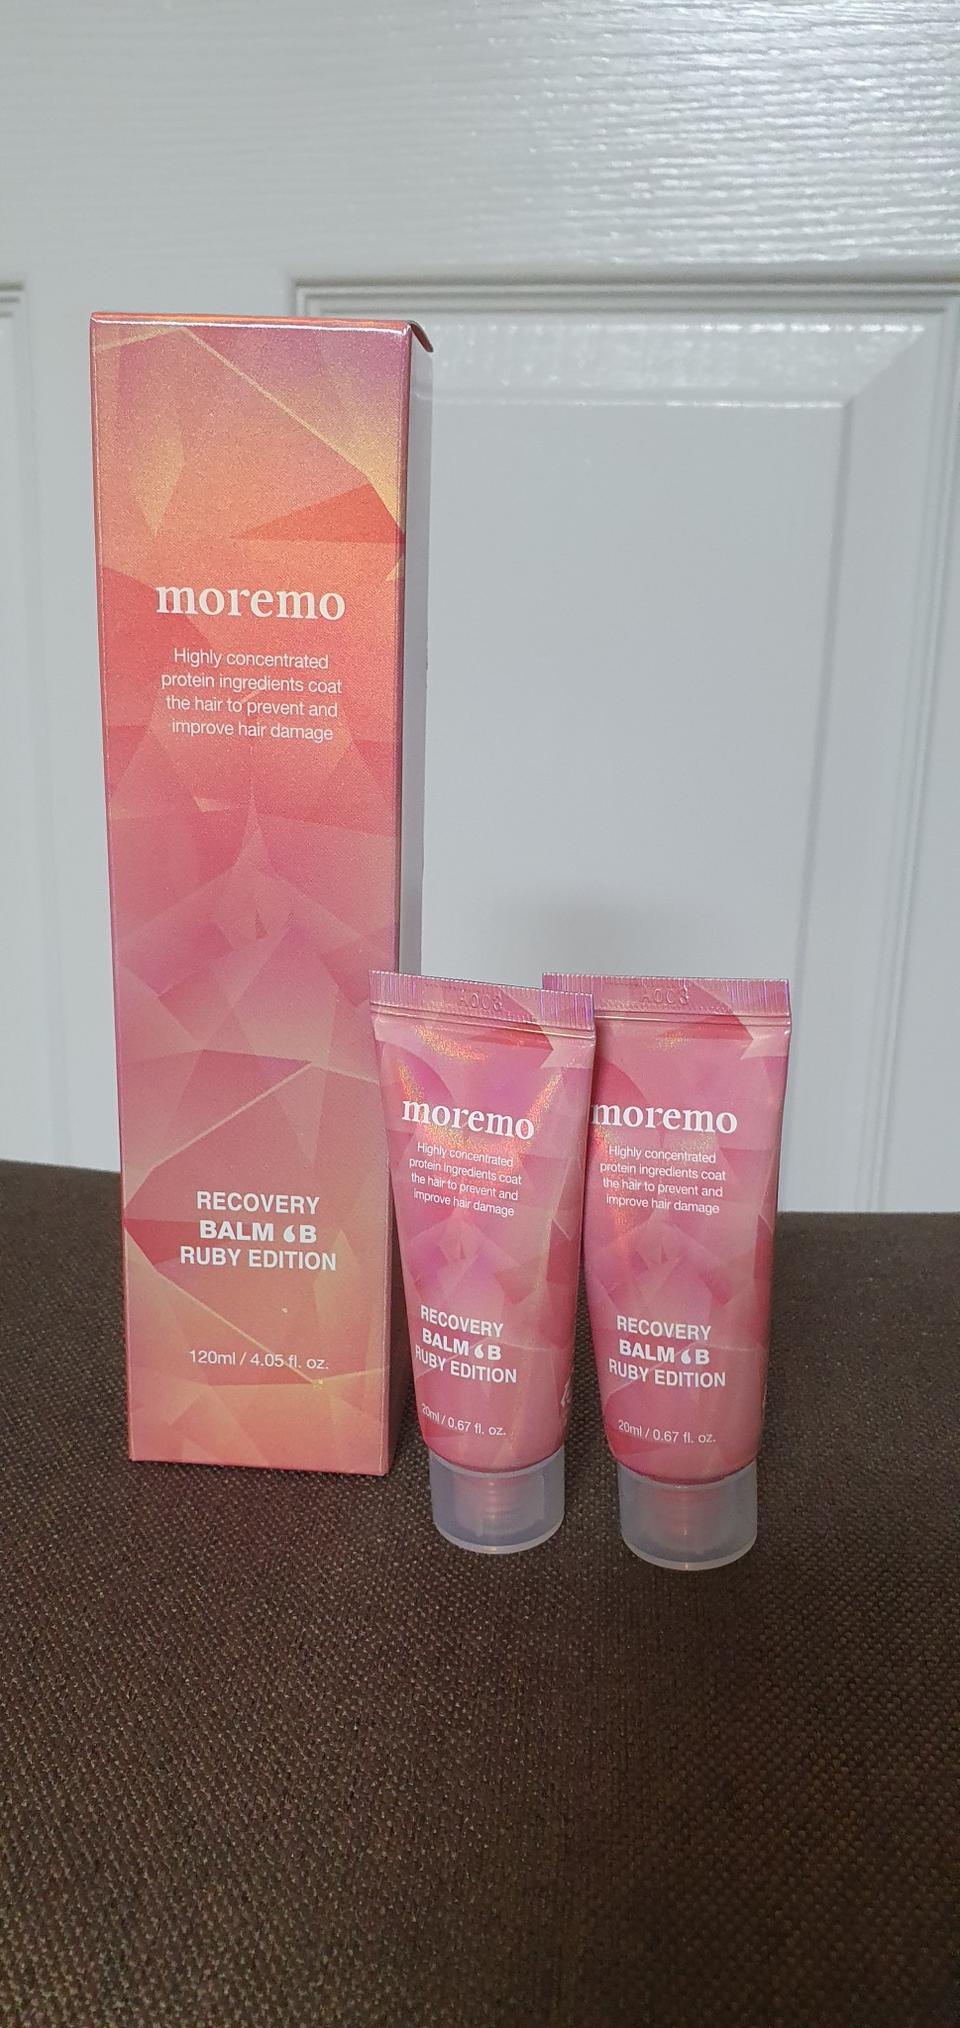 moremo
Highly concentrated
protein ingredients coat
the hair to prevent and
improve hair damage
RECOVERY
BALM B
RUBY EDITION
120ml / 4.05 fl. oz.
moremo
Highly concentrated
protein ingredients coat
the hair to prevent and
improve hair damage
RECOVERY
BALM B
RUBY EDITION
20ml / 0.67 fl. oz.
moremo
Highly concentrated
protein ingredients coat
the hair to prevent and
improve hair damage
RECOVERY
BALM B
RUBY EDITION
20ml / 0.67 fl. oz.